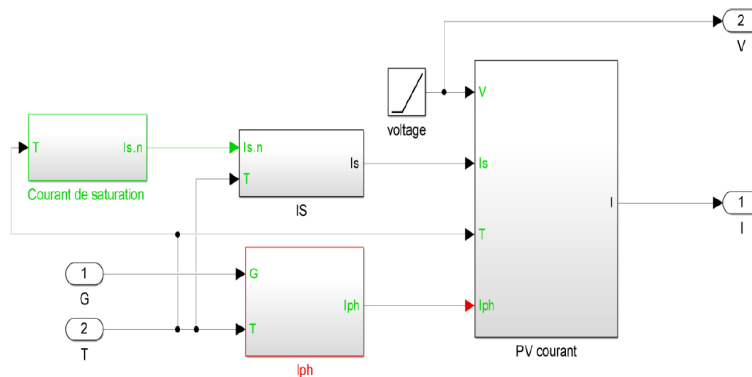 2
V
V
voltage
T
Is.n
Courant de saturation
Is.n
Is
T
IS
Is
I
1
I
T
1
G
G
Iph
Iph
2
T
T
Iph
PV courant